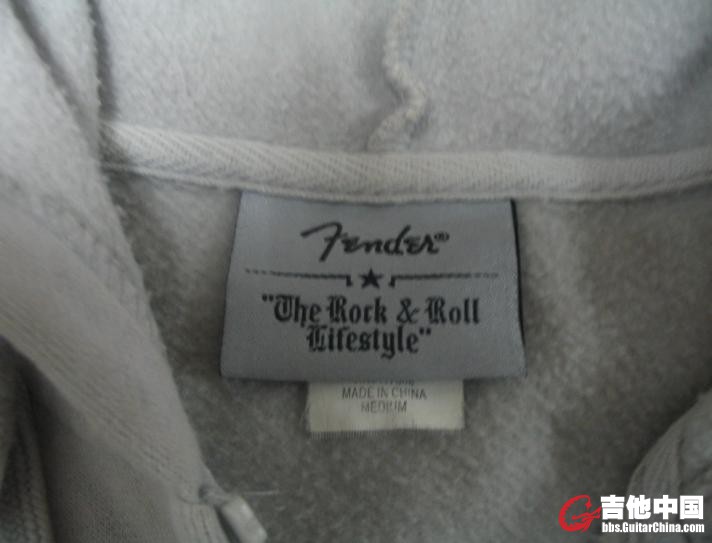 Fender®
"The Rock & Roll
Lifestyle"
MADE IN CHINA
MEDIUM
吉他中国
bbs.GuitarChina.com